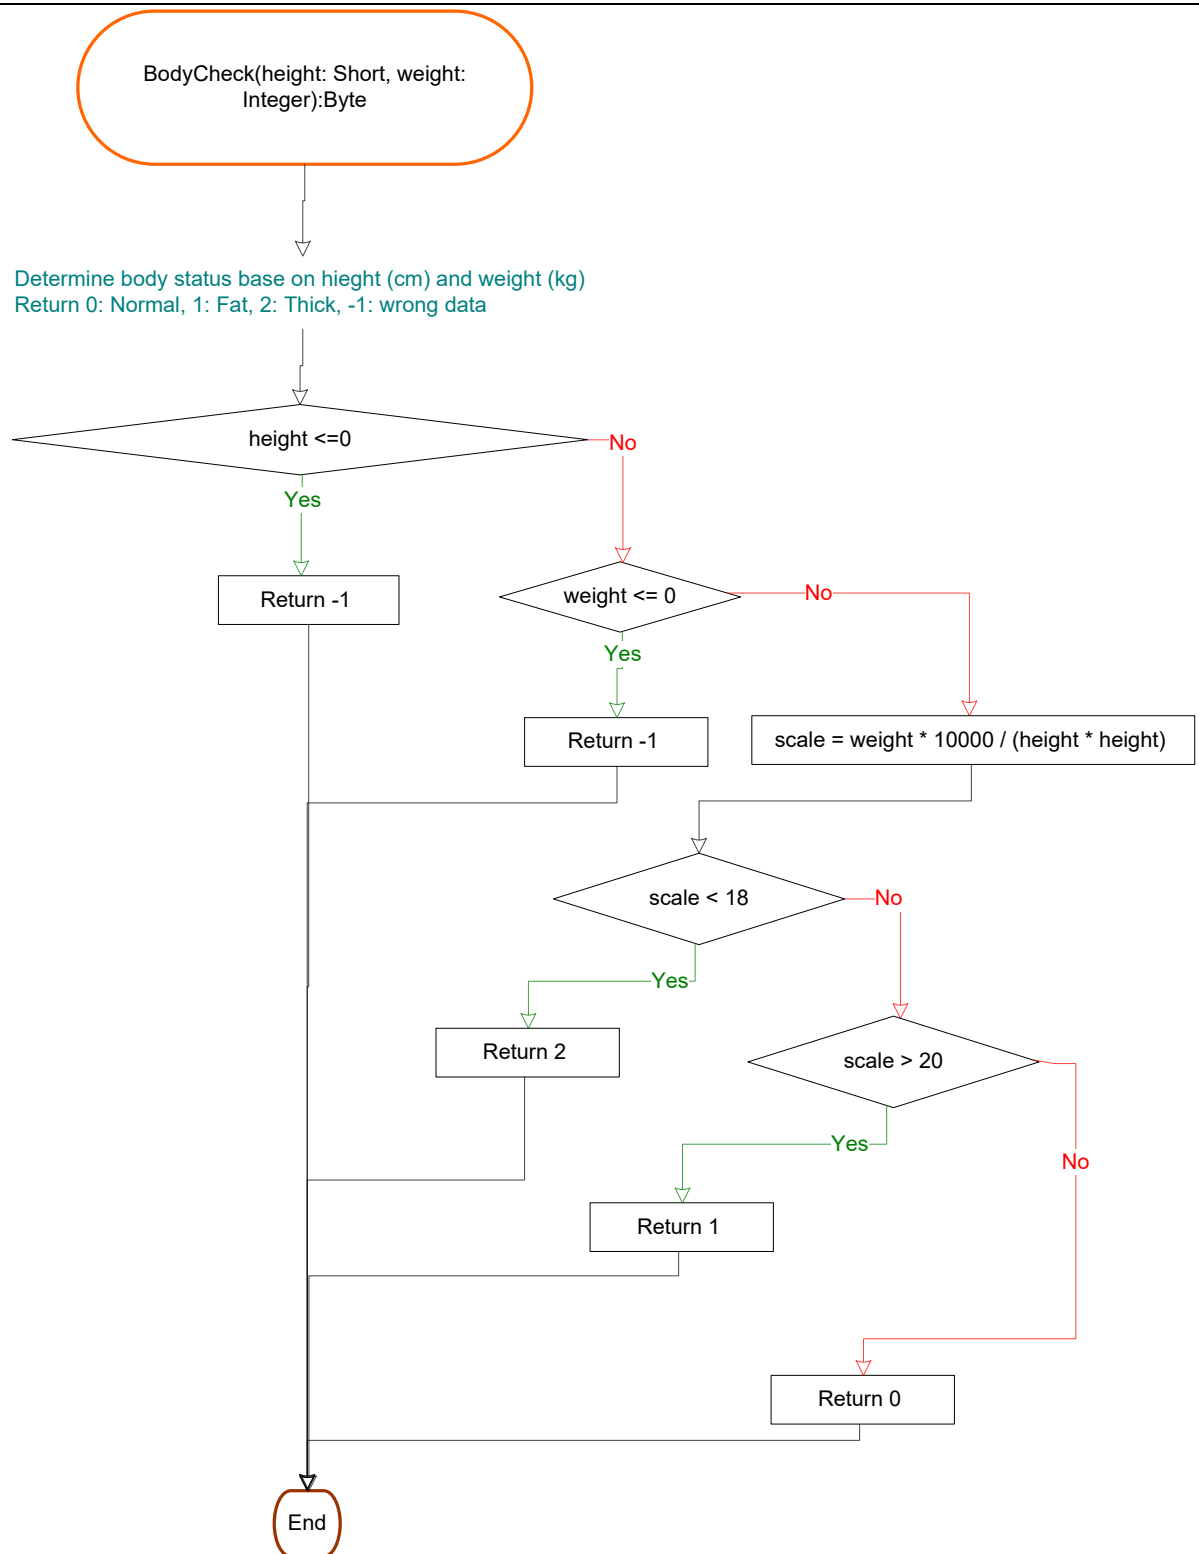 BodyCheck(height: Short, weight:
Integer):Byte
Determine body status base on hieght (cm) and weight (kg)
Return 0: Normal, 1: Fat, 2: Thick, -1: wrong data
height <=0
No
Yes
Return -1
weight <= 0
No
Yes
Return -1
scale = weight * 10000 / (height * height)
scale < 18
No
Yes
Return 2
scale > 20
Yes
No
Return 1
Return 0
End